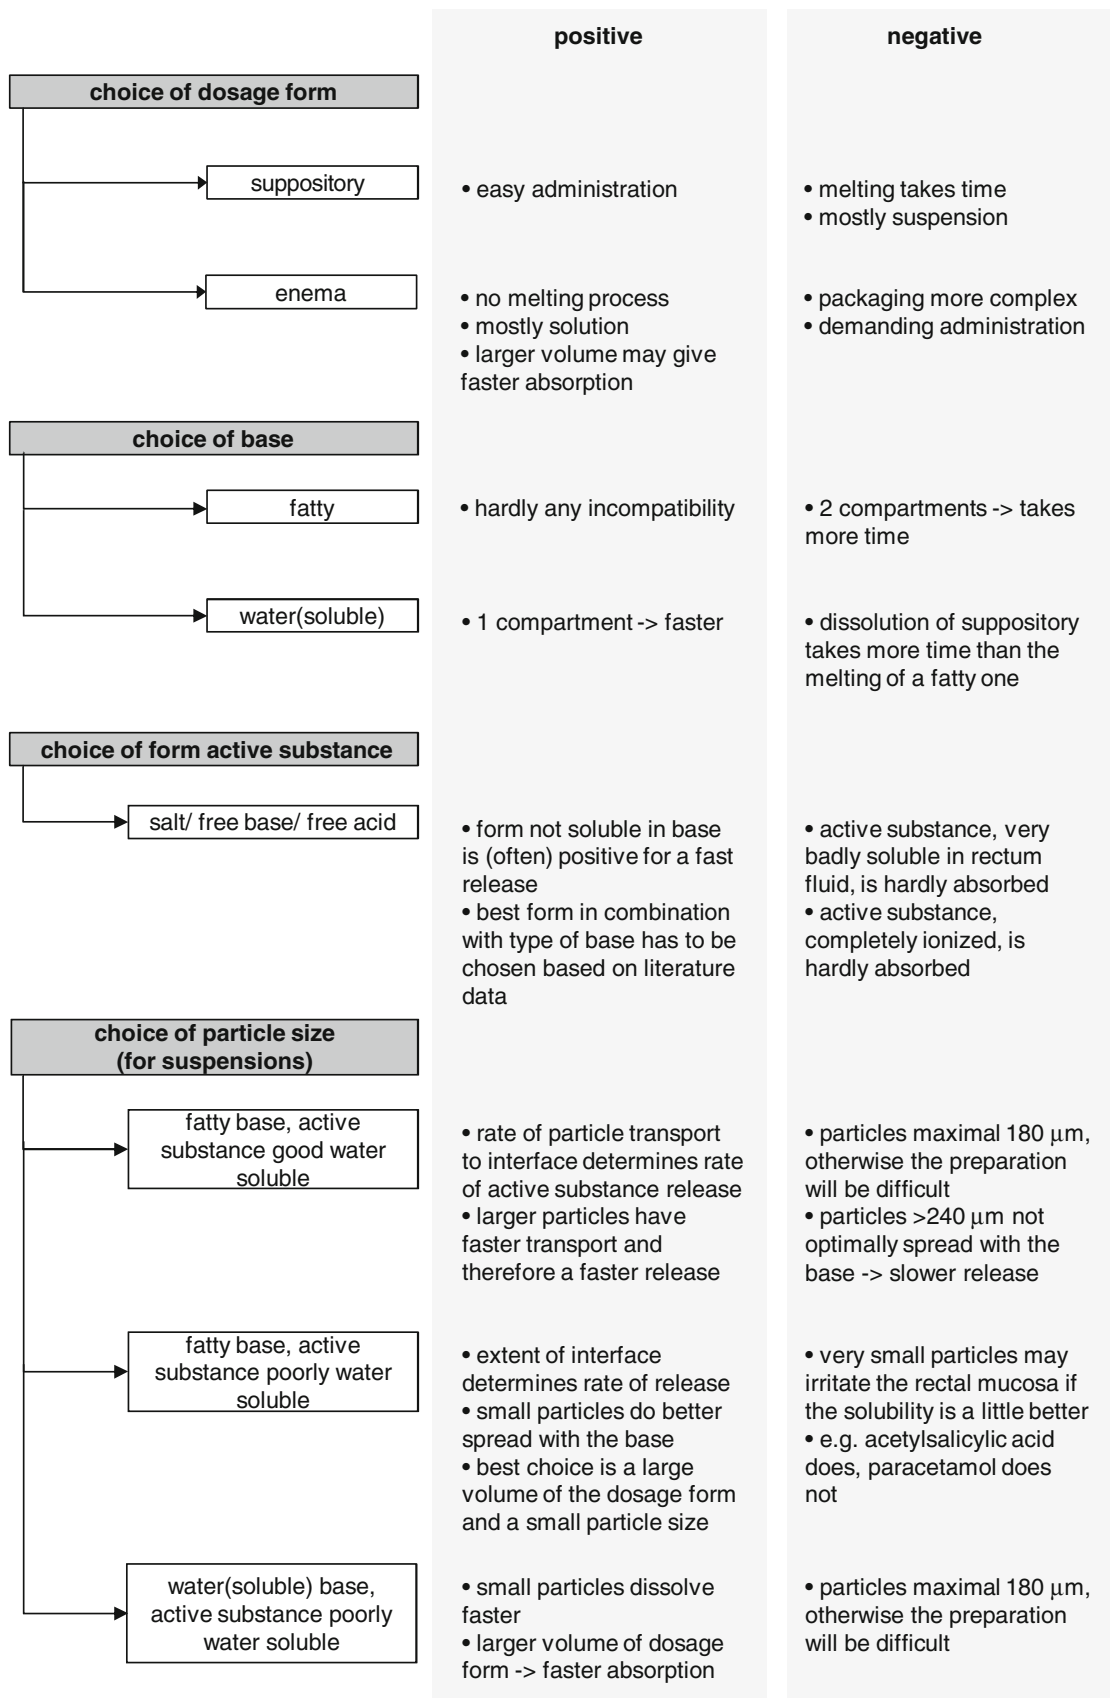 positive
negative
choice of dosage form
suppository
• easy administration
• melting takes time
• mostly suspension
enema
• no melting process
• mostly solution
• larger volume may give
faster absorption
• packaging more complex
• demanding administration
choice of base
fatty
• hardly any incompatibility
• 2 compartments -> takes
more time
water(soluble)
• 1 compartment -> faster
• dissolution of suppository
takes more time than the
melting of a fatty one
choice of form active substance
salt/ free base/ free acid
• form not soluble in base
is (often) positive for a fast
release
• best form in combination
with type of base has to be
chosen based on literature
data
• active substance, very
badly soluble in rectum
fluid, is hardly absorbed
• active substance,
completely ionized, is
hardly absorbed
choice of particle size
(for suspensions)
fatty base, active
substance good water
soluble
• rate of particle transport
to interface determines rate
of active substance release
• larger particles have
faster transport and
therefore a faster release
• particles maximal 180 μm,
otherwise the preparation
will be difficult
• particles >240 μm not
optimally spread with the
base -> slower release
fatty base, active
substance poorly water
soluble
• extent of interface
determines rate of release
• small particles do better
spread with the base
• best choice is a large
volume of the dosage form
and a small particle size
• very small particles may
irritate the rectal mucosa if
the solubility is a little better
• e.g. acetylsalicylic acid
does, paracetamol does
not
water(soluble) base,
active substance poorly
water soluble
• small particles dissolve
faster
• larger volume of dosage
form -> faster absorption
• particles maximal 180 μm,
otherwise the preparation
will be difficult